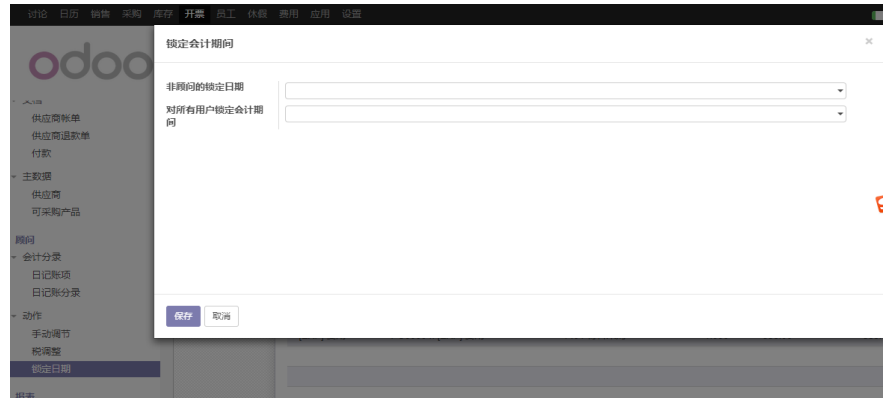 讨论 日历 销售 采购 库存 开票 员工 休假 费用 应用 设置
锁定会计期间
×
odoo
非顾问的锁定日期
对所有用户锁定会计期
间
供应商帐单
供应商退款单
付款
主数据
供应商
可采购产品
顾问
会计分录
日记账项
日记账分录
动作
手动调节
税调整
锁定日期
报表
保存 取消